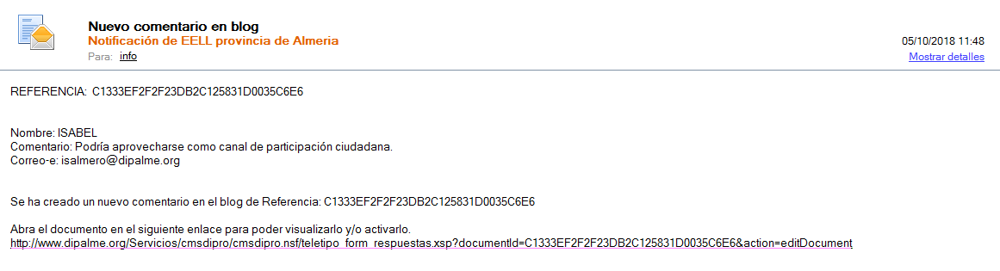 Nuevo comentario en blog
Notificación de EELL provincia de Almeria
05/10/2018 11:48
Para: info
Mostrar detalles
REFERENCIA: C1333EF2F2F23DB2C125831D0035C6E6
Nombre: ISABEL
Comentario: Podría aprovecharse como canal de participación ciudadana.
Correo-e: isalmero@dipalme.org
Se ha creado un nuevo comentario en el blog de Referencia: C1333EF2F2F23DB2C125831D0035C6E6
Abra el documento en el siguiente enlace para poder visualizarlo y/o activarlo.
http://www.dipalme.org/Servicios/cmsdipro/cmsdipro.nsf/teletipo_form_respuestas.xsp?documentId=C1333EF2F2F23DB2C125831D0035C6E6&action=editDocument